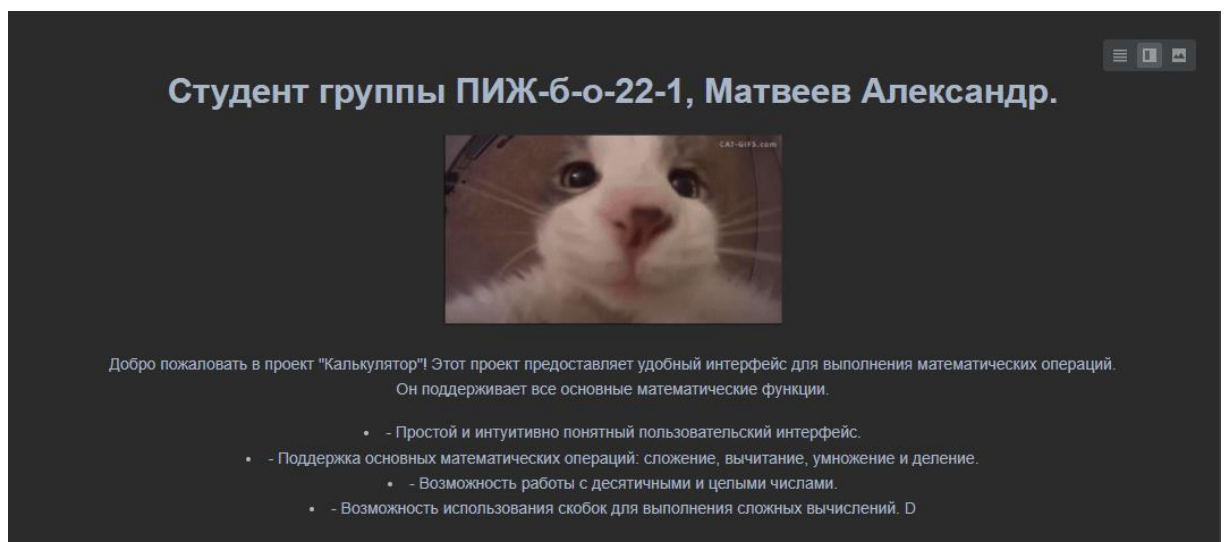 Студент группы ПИЖ-б-о-22-1, Матвеев Александр.
CAT-GIFS.com
Добро пожаловать в проект "Калькулятор"! Этот проект предоставляет удобный интерфейс для выполнения математических операций.
Он поддерживает все основные математические функции.
• - Простой и интуитивно понятный пользовательский интерфейс.
• - Поддержка основных математических операций: сложение, вычитание, умножение и деление.
• - Возможность работы с десятичными и целыми числами.
• - Возможность использования скобок для выполнения сложных вычислений. D